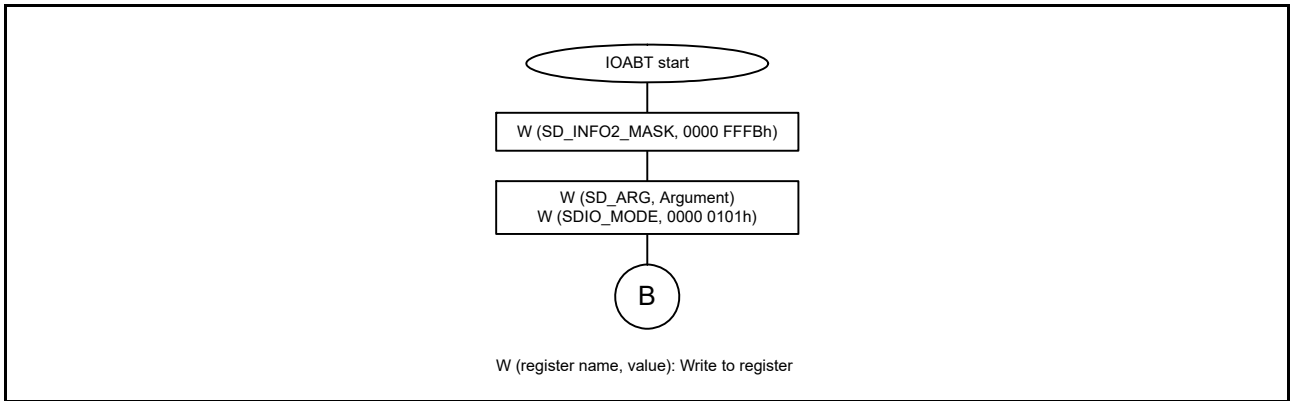 IOABT start
W (SD_INFO2_MASK, 0000 FFFBh)
W (SD_ARG, Argument)
W (SDIO_MODE, 0000 0101h)
B
W (register name, value): Write to register